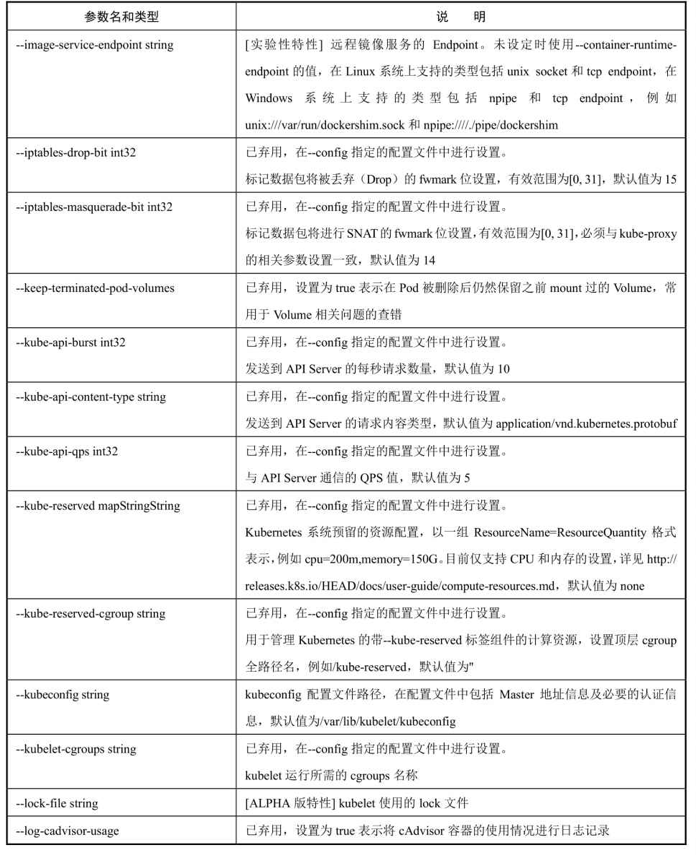 参数名和类型 说 明
--image-service-endpoint string [实验性特性] 远程镜像服务的 Endpoint。未设定时使用--container-runtime-
endpoint 的值，在 Linux 系统上支持的类型包括 unix socket 和 tcp endpoint，在
Windows 系统上支持的类型包括 npipe 和 tcp endpoint，例如
unix:///var/run/dockershim.sock 和 npipe:////./pipe/dockershim
--iptables-drop-bit int32 已弃用，在--config 指定的配置文件中进行设置。
标记数据包将被丢弃（Drop）的 fwmark 位设置，有效范围为[0, 31]，默认值为 15
--iptables-masquerade-bit int32 已弃用，在--config 指定的配置文件中进行设置。
标记数据包将进行 SNAT 的 fwmark 位设置，有效范围为[0, 31]，必须与 kube-proxy
的相关参数设置一致，默认值为 14
--keep-terminated-pod-volumes 已弃用，设置为 true 表示在 Pod 被删除后仍然保留之前 mount 过的 Volume，常
用于 Volume 相关问题的查错
--kube-api-burst int32 已弃用，在--config 指定的配置文件中进行设置。
发送到 API Server 的每秒请求数量，默认值为 10
--kube-api-content-type string 已弃用，在--config 指定的配置文件中进行设置。
发送到 API Server 的请求内容类型，默认值为 application/vnd.kubernetes.protobuf
--kube-api-qps int32 已弃用，在--config 指定的配置文件中进行设置。
与 API Server 通信的 QPS 值，默认值为 5
--kube-reserved mapStringString 已弃用，在--config 指定的配置文件中进行设置。
Kubernetes 系统预留的资源配置，以一组 ResourceName=ResourceQuantity 格式
表示，例如 cpu=200m,memory=150G。目前仅支持 CPU 和内存的设置，详见 http://
releases.k8s.io/HEAD/docs/user-guide/compute-resources.md，默认值为 none
--kube-reserved-cgroup string 已弃用，在--config 指定的配置文件中进行设置。
用于管理 Kubernetes 的带--kube-reserved 标签组件的计算资源，设置顶层 cgroup
全路径名，例如/kube-reserved，默认值为''
--kubeconfig string kubeconfig 配置文件路径，在配置文件中包括 Master 地址信息及必要的认证信
息，默认值为/var/lib/kubelet/kubeconfig
--kubelet-cgroups string 已弃用，在--config 指定的配置文件中进行设置。
kubelet 运行所需的 cgroups 名称
--lock-file string [ALPHA 版特性] kubelet 使用的 lock 文件
--log-cadvisor-usage 已弃用，设置为 true 表示将 cAdvisor 容器的使用情况进行日志记录